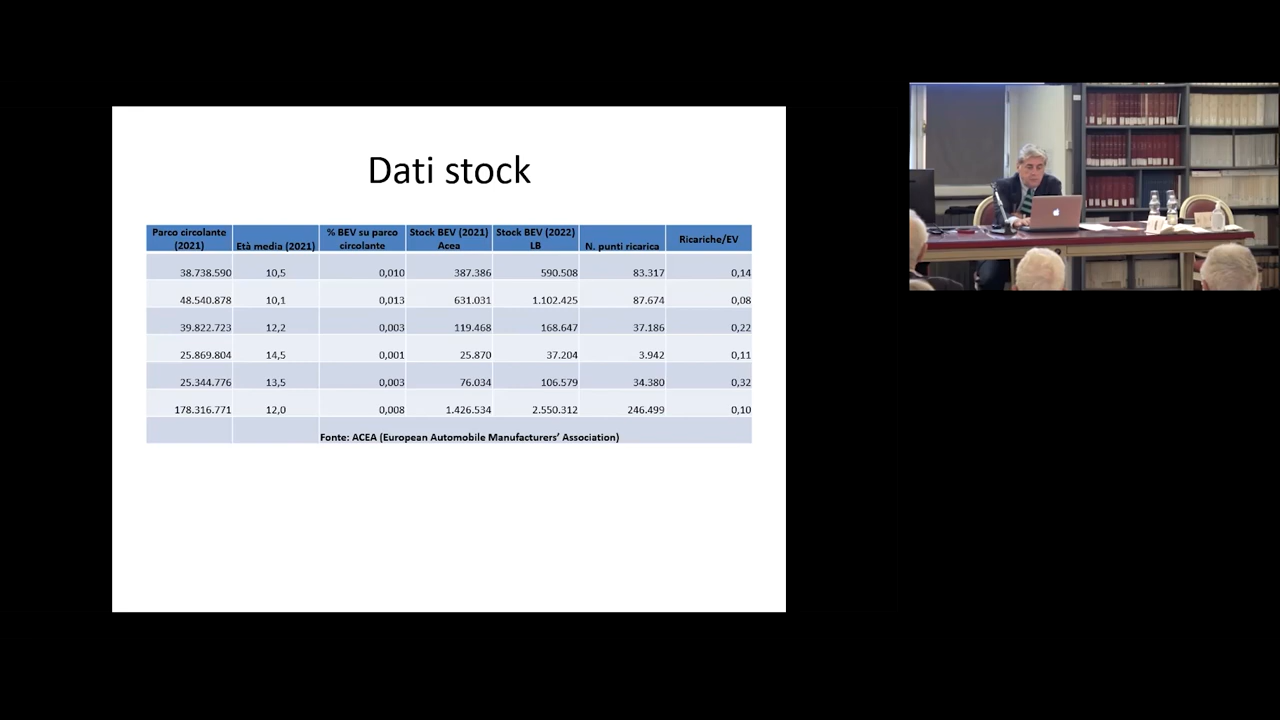 Dati stock
Parco circolante (2021) Età media (2021) % BEV su parco circolante Stock BEV (2021) Acea Stock BEV (2022) LB N. punti ricarica Ricariche/EV
38.738.590 10,5 0,010 387.386 590.508 83.317 0,14
48.540.878 10,1 0,013 631.031 1.102.425 87.674 0,08
39.822.723 12,2 0,003 119.468 168.647 37.186 0,22
25.869.804 14,5 0,001 25.870 37.204 3.942 0,11
25.344.776 13,5 0,003 76.034 106.579 34.380 0,32
178.316.771 12,0 0,008 1.426.534 2.550.312 246.499 0,10
Fonte: ACEA (European Automobile Manufacturers’ Association)